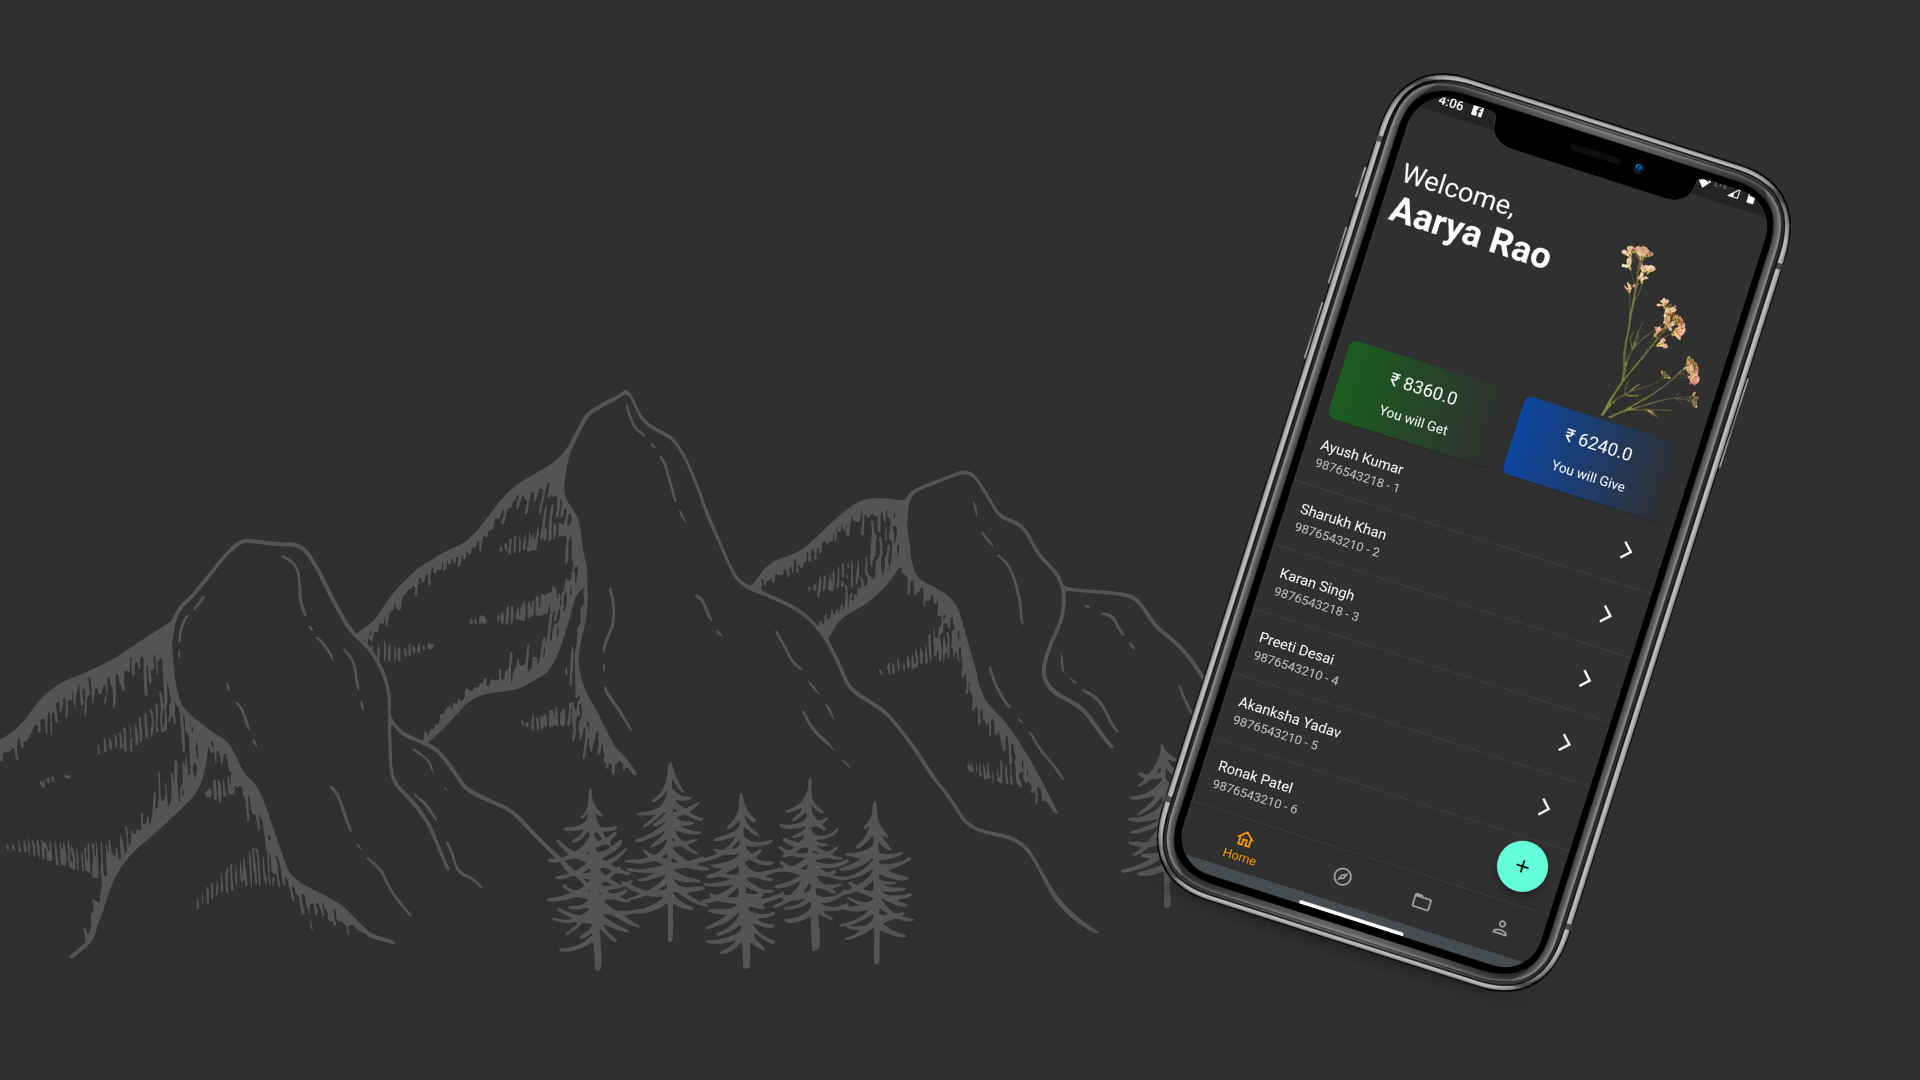 4:06
LTE
Welcome,
Aarya Rao
₹ 8360.0
You will Get
₹ 6240.0
You will Give
Ayush Kumar
9876543218 - 1
Sharukh Khan
9876543210 - 2
Karan Singh
9876543218 - 3
Preeti Desai
9876543210 - 4
Akanksha Yadav
9876543210 - 5
Ronak Patel
9876543210 - 6
Home